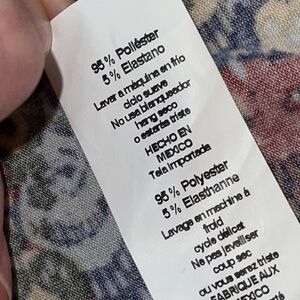 95% Poliéster
5% Elastano
Lavar a máquina en frío
ciclo suave
No use blanqueador
hang seco
o estarás triste
HECHO EN
MEXICO
Tela importada
95% Polyester
5% Elasthanne
Lavage en machine à
froid
cycle délicat
Ne pas javelliser
coup sec
ou vous serez triste
FABRIQUE AUX
MEXICO